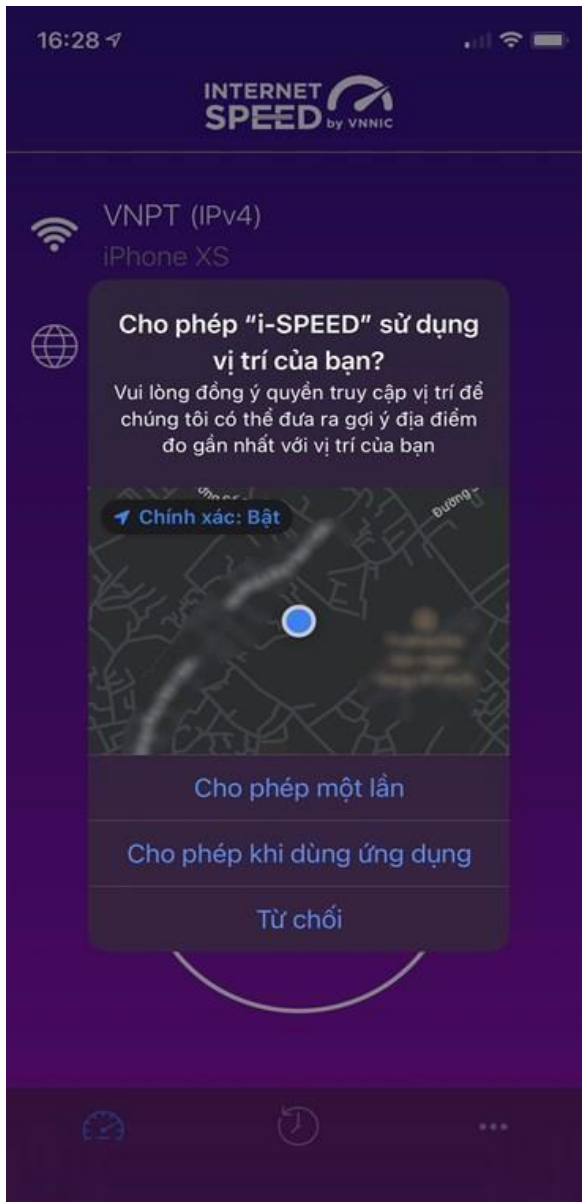 16:28
INTERNET
SPEED by VNNIC
VNPT (IPv4)
iPhone XS
Cho phép “i-SPEED” sử dụng
vị trí của bạn?
Vui lòng đồng ý quyền truy cập vị trí để
chúng tôi có thể đưa ra gợi ý địa điểm
đo gần nhất với vị trí của bạn
Chính xác: Bật
Đường
Cho phép một lần
Cho phép khi dùng ứng dụng
Từ chối